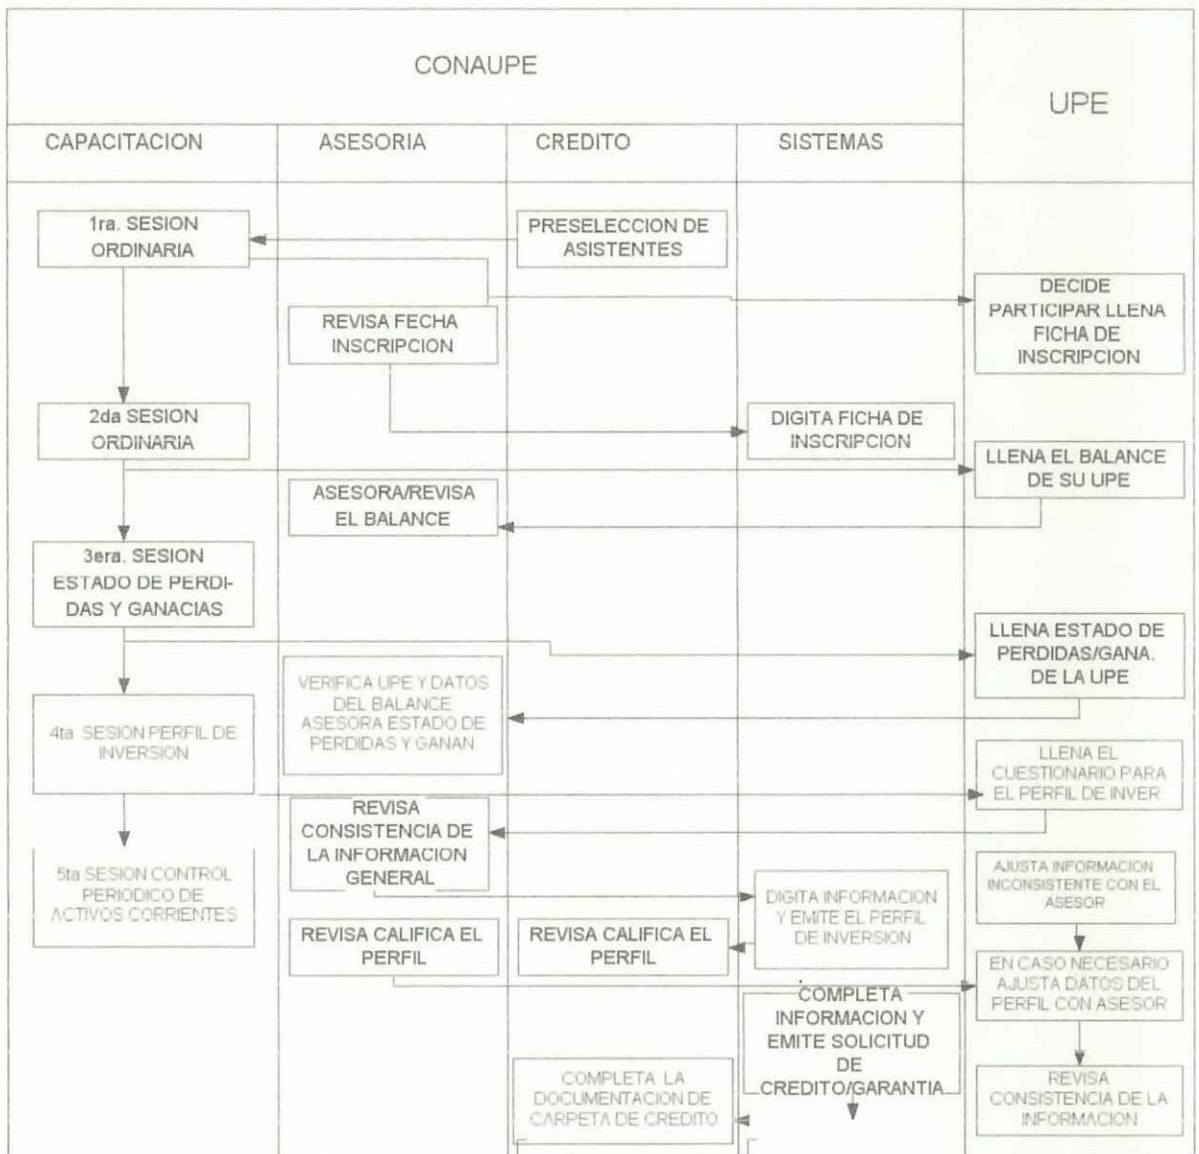 CONAUPE
UPE
CAPACITACION
ASESORIA
CREDITO
SISTEMAS
1ra. SESION
ORDINARIA
PRESELECCION DE
ASISTENTES
DECIDE
PARTICIPAR LLENA
FICHA DE
INSCRIPCION
REVISA FECHA
INSCRIPCION
2da SESION
ORDINARIA
DIGITA FICHA DE
INSCRIPCION
LLENA EL BALANCE
DE SU UPE
ASESORA/REVISA
EL BALANCE
3era. SESION
ESTADO DE PERDI-
DAS Y GANACIAS
LLENA ESTADO DE
PERDIDAS/GANA.
DE LA UPE
VERIFICA UPE Y DATOS
DEL BALANCE
ASESORA ESTADO DE
PERDIDAS Y GANAN
4ta SESION PERFIL DE
INVERSION
LLENA EL
CUESTIONARIO PARA
EL PERFIL DE INVER
REVISA
CONSISTENCIA DE
LA INFORMACION
GENERAL
5ta SESION CONTROL
PERIODICO DE
ACTIVOS CORRIENTES
AJUSTA INFORMACION
INCONSISTENTE CON EL
ASESOR
DIGITA INFORMACION
Y EMITE EL PERFIL
DE INVERSION
REVISA CALIFICA EL
PERFIL
REVISA CALIFICA EL
PERFIL
EN CASO NECESARIO
AJUSTA DATOS DEL
PERFIL CON ASESOR
COMPLETA
INFORMACION Y
EMITE SOLICITUD
DE
CREDITO/GARANTIA
COMPLETA LA
DOCUMENTACION DE
CARPETA DE CREDITO
REVISA
CONSISTENCIA DE LA
INFORMACION